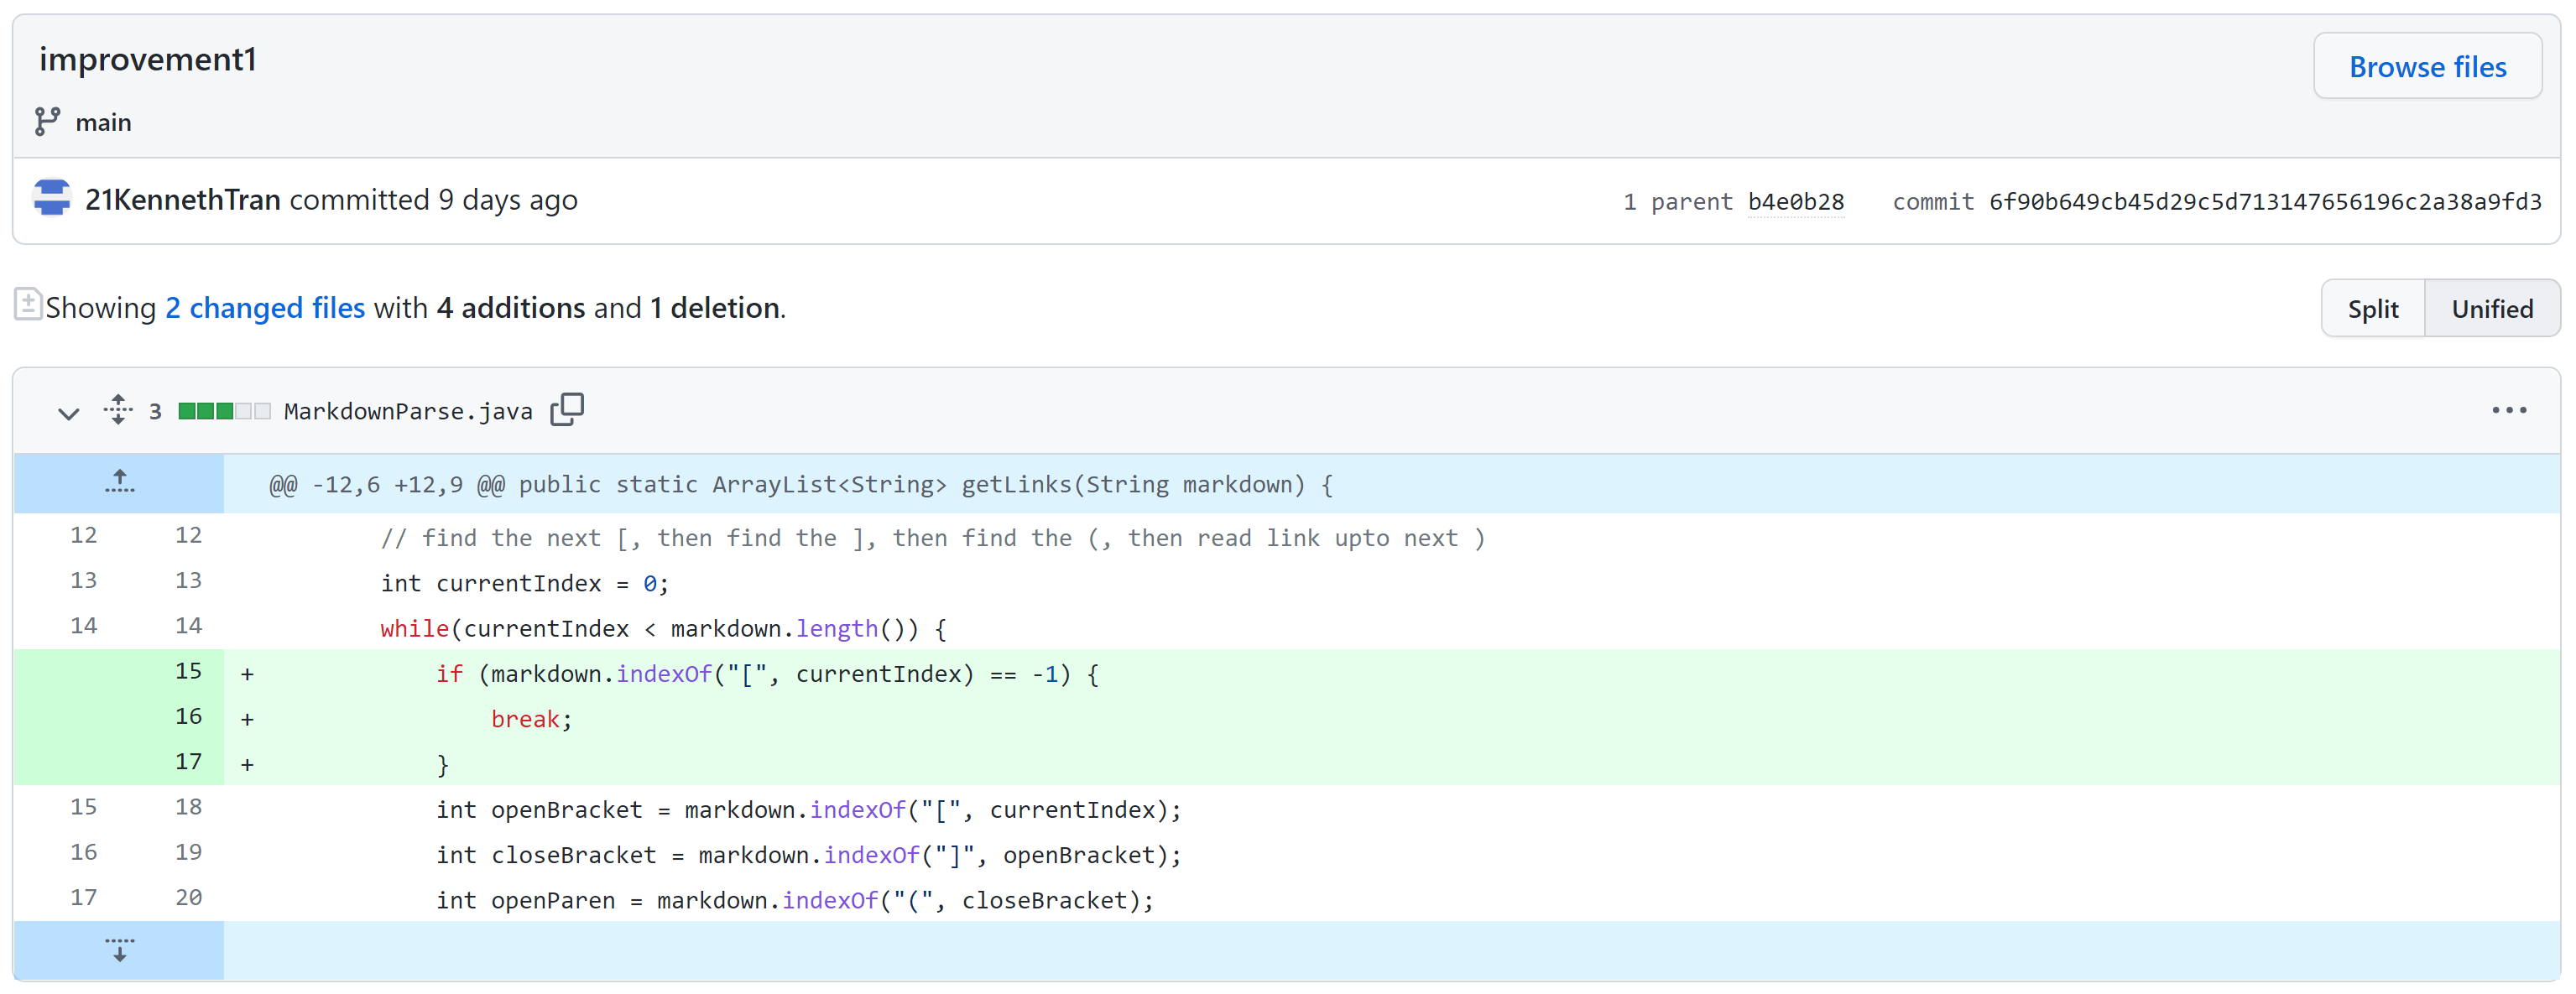 improvement1
Browse files
main
21KennethTran committed 9 days ago
1 parent b4e0b28 commit 6f90b649cb45d29c5d713147656196c2a38a9fd3
Showing 2 changed files with 4 additions and 1 deletion.
Split Unified
3 MarkdownParse.java
@@ -12,6 +12,9 @@ public static ArrayList<String> getLinks(String markdown) {
12 12 // find the next [, then find the ], then find the (, then read link upto next )
13 13 int currentIndex = 0;
14 14 while(currentIndex < markdown.length()) {
15 + if (markdown.indexOf("[", currentIndex) == -1) {
16 + break;
17 + }
15 18 int openBracket = markdown.indexOf("[", currentIndex);
16 19 int closeBracket = markdown.indexOf("]", openBracket);
17 20 int openParen = markdown.indexOf("(", closeBracket);